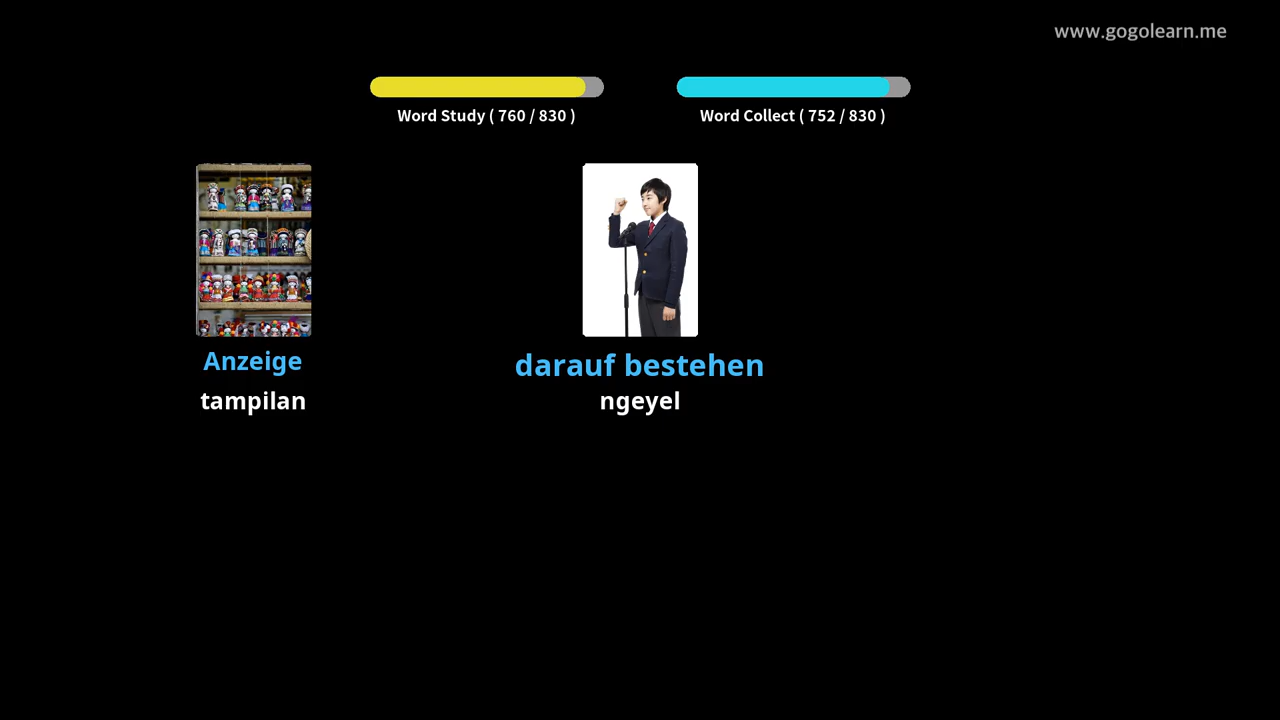 www.gogolearn.me
Word Study ( 760 / 830 )
Word Collect ( 752 / 830 )
Anzeige
tampilan
darauf bestehen
ngeyel